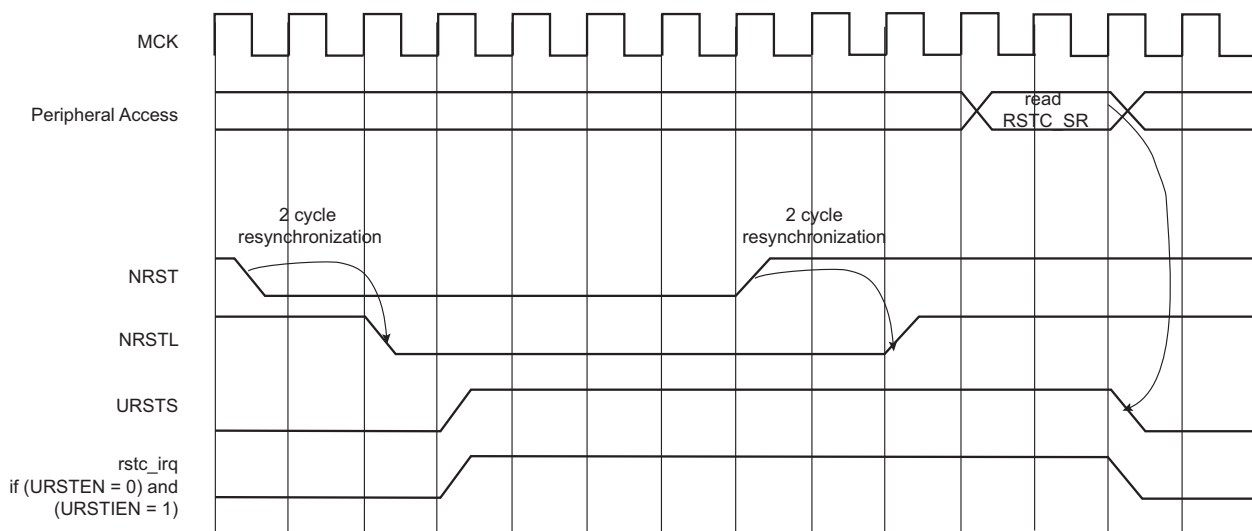 MCK
Peripheral Access
read
RSTC_SR
2 cycle
resynchronization
2 cycle
resynchronization
NRST
NRSTL
URSTS
rstc_irq
if (URSTEN = 0) and
(URSTIEN = 1)